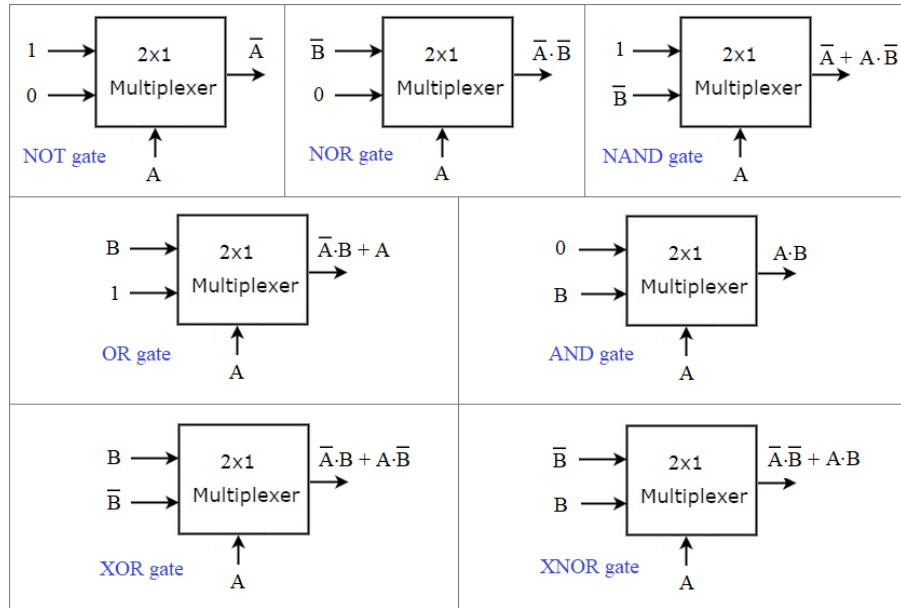 1
0
2x1
Multiplexer
A̅
NOT gate
A
B̅
0
2x1
Multiplexer
A̅·B̅
NOR gate
A
1
B̅
2x1
Multiplexer
A̅ + A·B̅
NAND gate
A
B
1
2x1
Multiplexer
A̅·B + A
OR gate
A
0
B
2x1
Multiplexer
A·B
AND gate
A
B
B̅
2x1
Multiplexer
A̅·B + A·B̅
XOR gate
A
B̅
B
2x1
Multiplexer
A̅·B̅ + A·B
XNOR gate
A